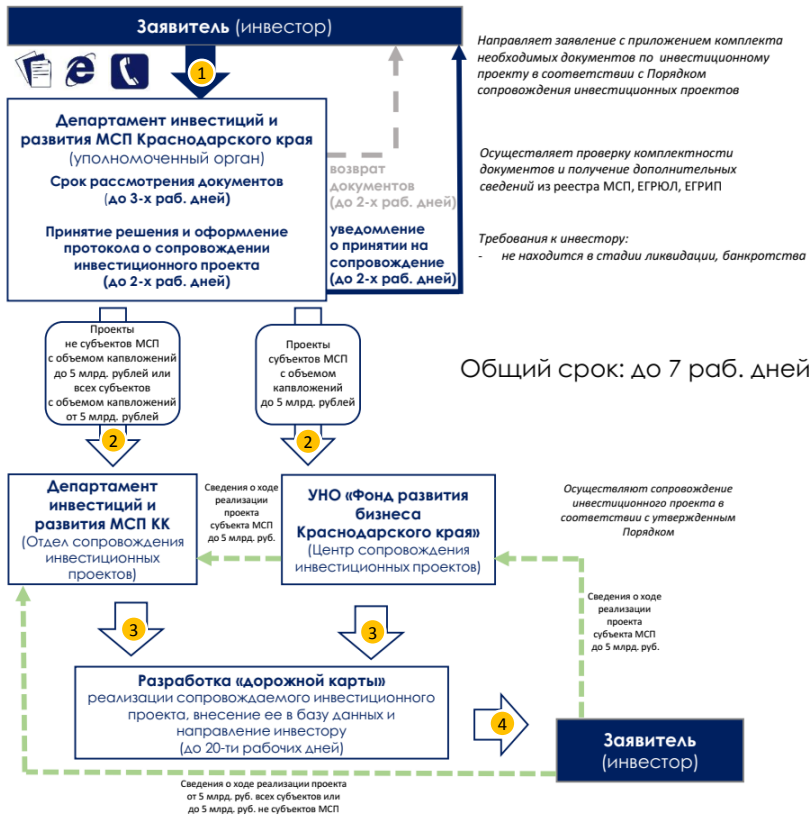 Заявитель (инвестор)
1
Направляет заявление с приложением комплекта
необходимых документов по инвестиционному
проекту в соответствии с Порядком
сопровождения инвестиционных проектов
Департамент инвестиций и
развития МСП Краснодарского края
(уполномоченный орган)
Срок рассмотрения документов
(до 3-х раб. дней)
Принятие решения и оформление
протокола о сопровождении
инвестиционного проекта
(до 2-х раб. дней)
возврат
документов
(до 2-х раб. дней)
уведомление
о принятии на
сопровождение
(до 2-х раб. дней)
Осуществляет проверку комплектности
документов и получение дополнительных
сведений из реестра МСП, ЕГРЮЛ, ЕГРИП
Требования к инвестору:
- не находится в стадии ликвидации, банкротства
Проекты
не субъектов МСП
с объемом капвложений
до 5 млрд. рублей или
всех субъектов
с объемом капвложений
от 5 млрд. рублей
Проекты
субъектов МСП
с объемом
капвложений
до 5 млрд. рублей
Общий срок: до 7 раб. дней
2
2
Департамент
инвестиций и
развития МСП КК
(Отдел сопровождения
инвестиционных
проектов)
Сведения о ходе
реализации
проекта
субъекта МСП
до 5 млрд. руб.
УНО «Фонд развития
бизнеса
Краснодарского края»
(Центр сопровождения
инвестиционных проектов)
Осуществляют сопровождение
инвестиционного проекта в
соответствии с утвержденным
Порядком
Сведения о ходе
реализации
проекта
субъекта МСП
до 5 млрд. руб.
3
3
Разработка «дорожной карты»
реализации сопровождаемого инвестиционного
проекта, внесение ее в базу данных и
направление инвестору
(до 20-ти рабочих дней)
4
Заявитель
(инвестор)
Сведения о ходе реализации проекта
от 5 млрд. руб. всех субъектов или
до 5 млрд. руб. не субъектов МСП